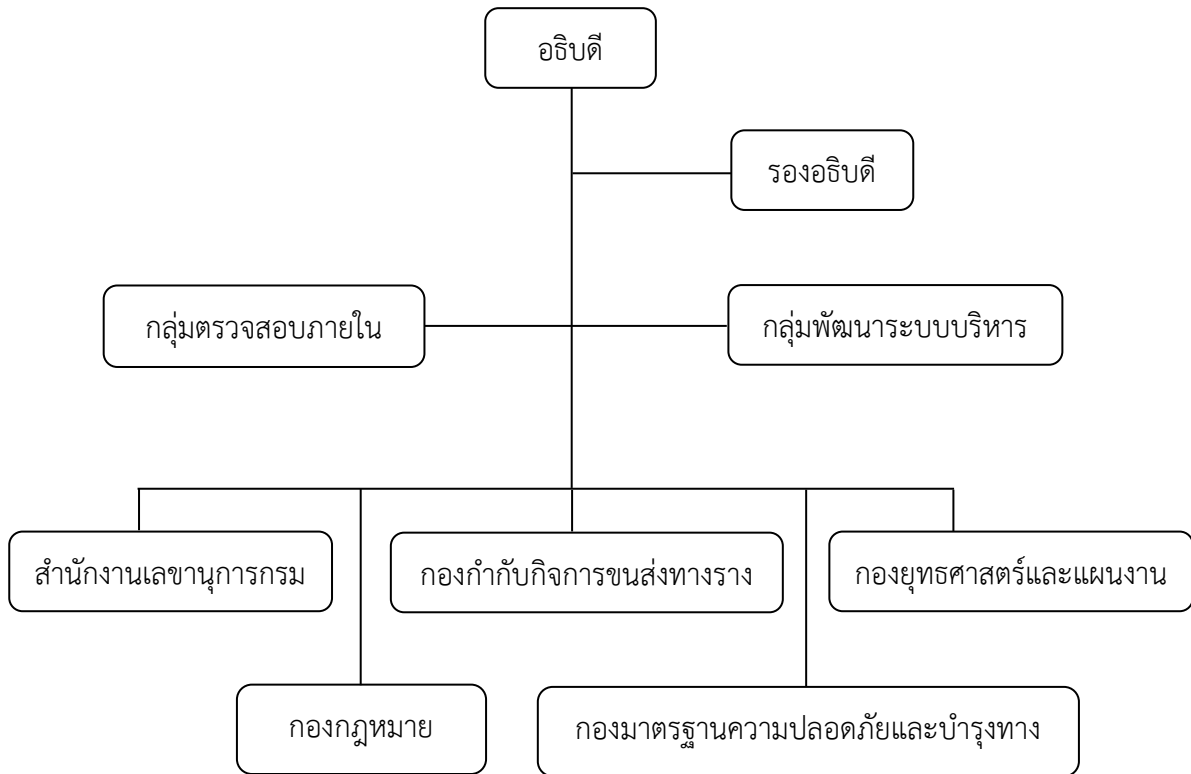 อธิบดี
รองอธิบดี
กลุ่มตรวจสอบภายใน
กลุ่มพัฒนาระบบบริหาร
สำนักงานเลขานุการกรม
กองกำกับกิจการขนส่งทางราง
กองยุทธศาสตร์และแผนงาน
กองกฎหมาย
กองมาตรฐานความปลอดภัยและบำรุงทาง